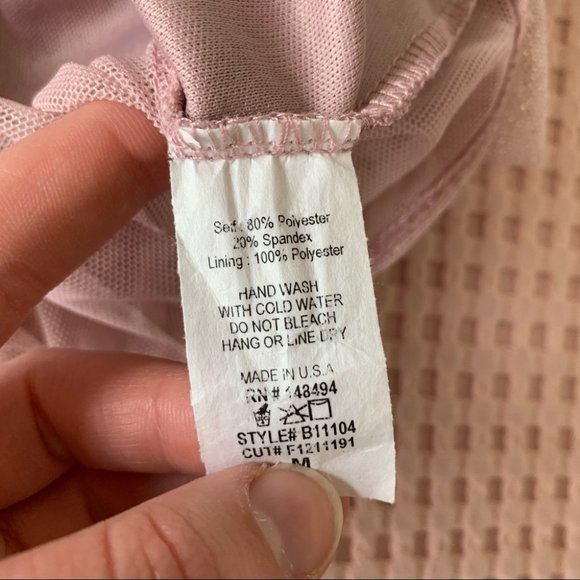 Self : 80% Polyester
20% Spandex
Lining : 100% Polyester
HAND WASH
WITH COLD WATER
DO NOT BLEACH
HANG OR LINE DRY
MADE IN U.S.A
RN # 148494
STYLE# B11104
CUT# F1211191
M